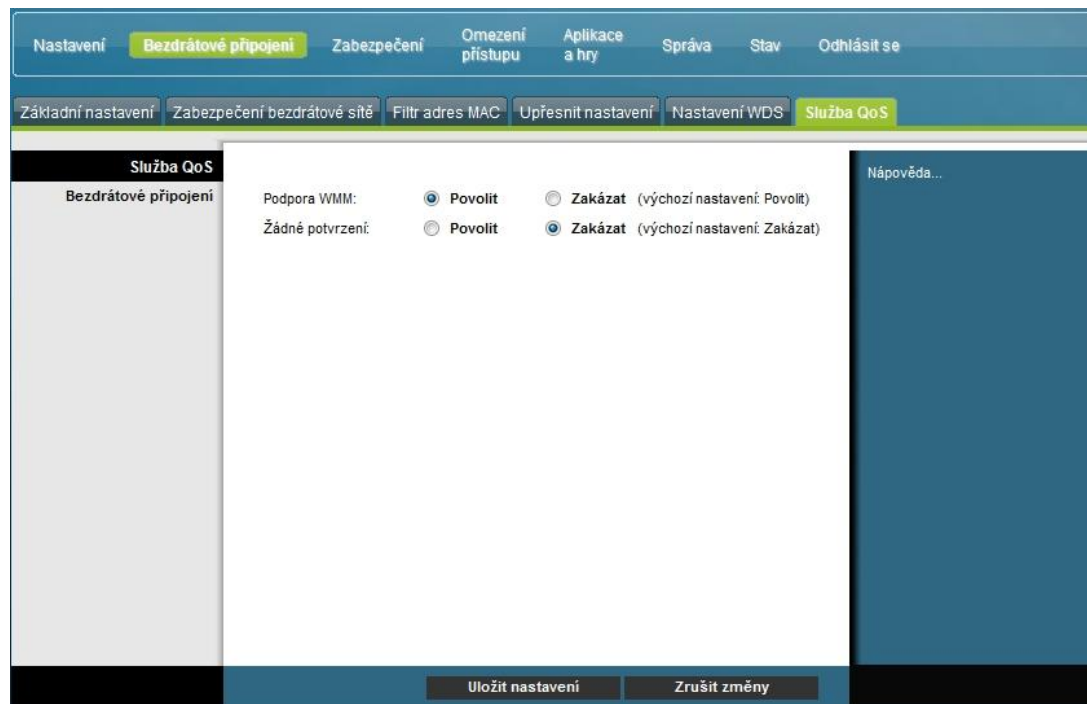 Nastavení Bezdrátové připojení Zabezpečení Omezení přístupu Aplikace a hry Správa Stav Odhlásit se
Základní nastavení Zabezpečení bezdrátové sítě Filtr adres MAC Upřesnit nastavení Nastavení WDS Služba QoS
Služba QoS
Nápověda...
Bezdrátové připojení
Podpora WMM: Povolit Zakázat (výchozí nastavení: Povolit)
Žádné potvrzení: Povolit Zakázat (výchozí nastavení: Zakázat)
Uložit nastavení Zrušit změny